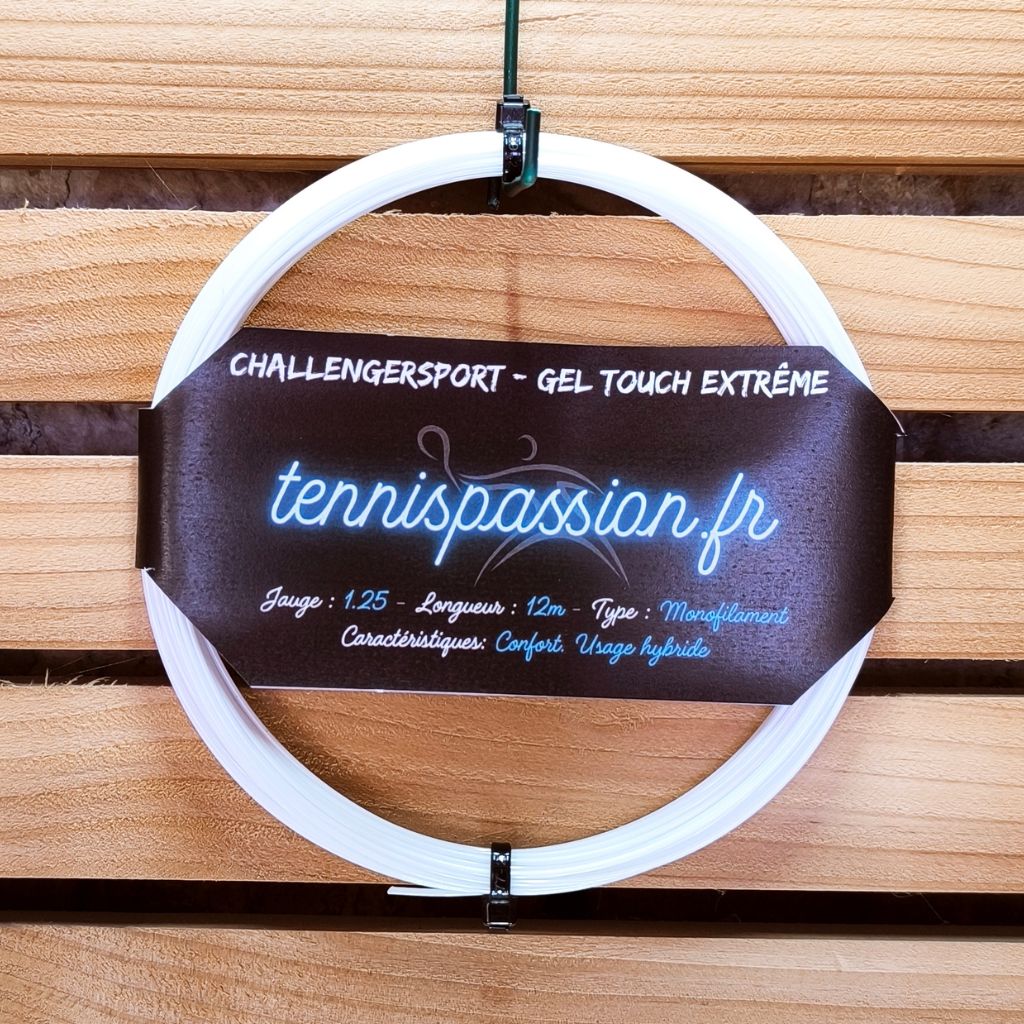 CHALLENGERSPORT - GEL TOUCH EXTRÊME
tennispassion.fr
Jauge : 1.25 - Longueur : 12m - Type : Monofilament
Caractéristiques: Confort. Usage hybride